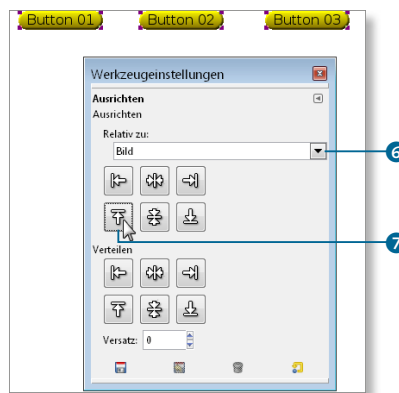 Button 01 Button 02 Button 03
Werkzeugeinstellungen
Ausrichten
Ausrichten
Relativ zu:
Bild
6
7
Verteilen
Versatz: 0